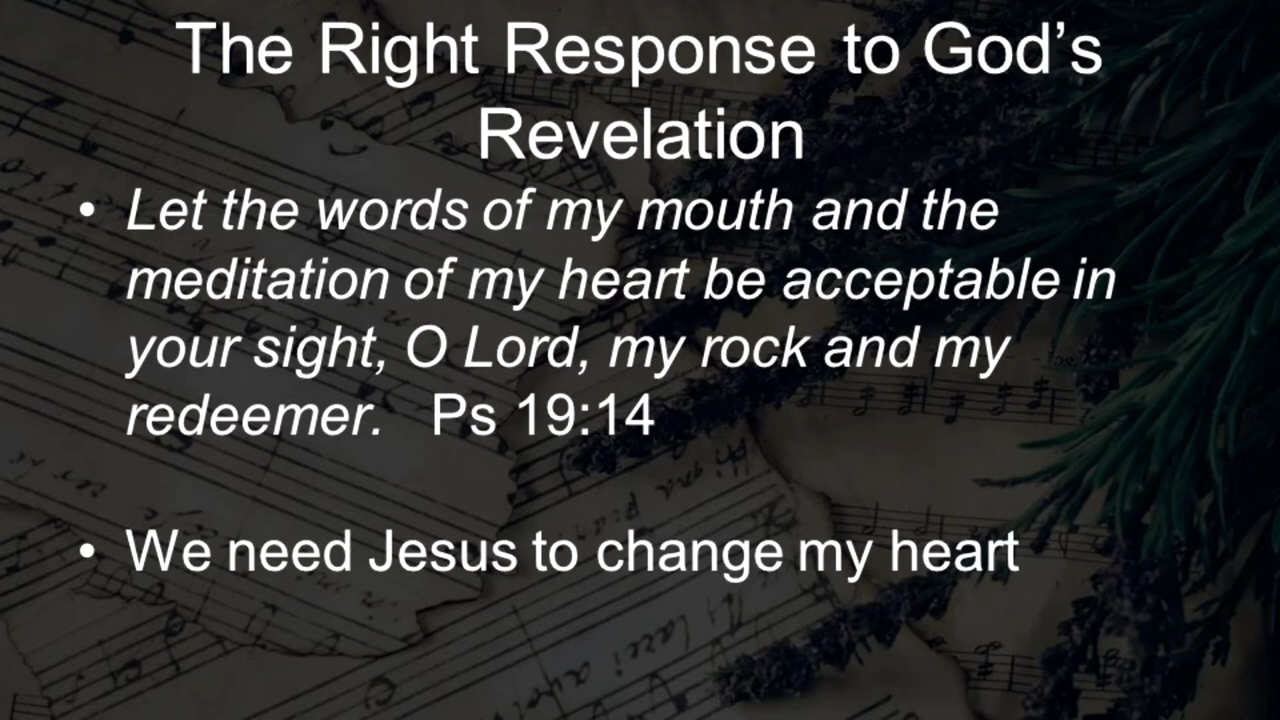 The Right Response to God’s
Revelation
• Let the words of my mouth and the
meditation of my heart be acceptable in
your sight, O Lord, my rock and my
redeemer. Ps 19:14
• We need Jesus to change my heart